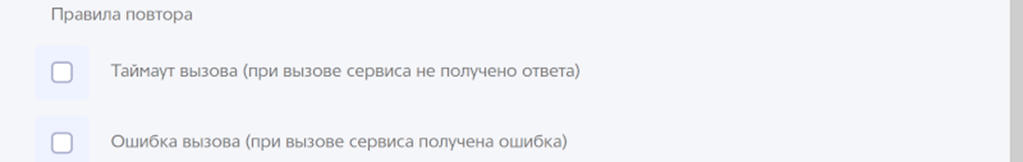 Правила повтора
Таймаут вызова (при вызове сервиса не получено ответа)
Ошибка вызова (при вызове сервиса получена ошибка)